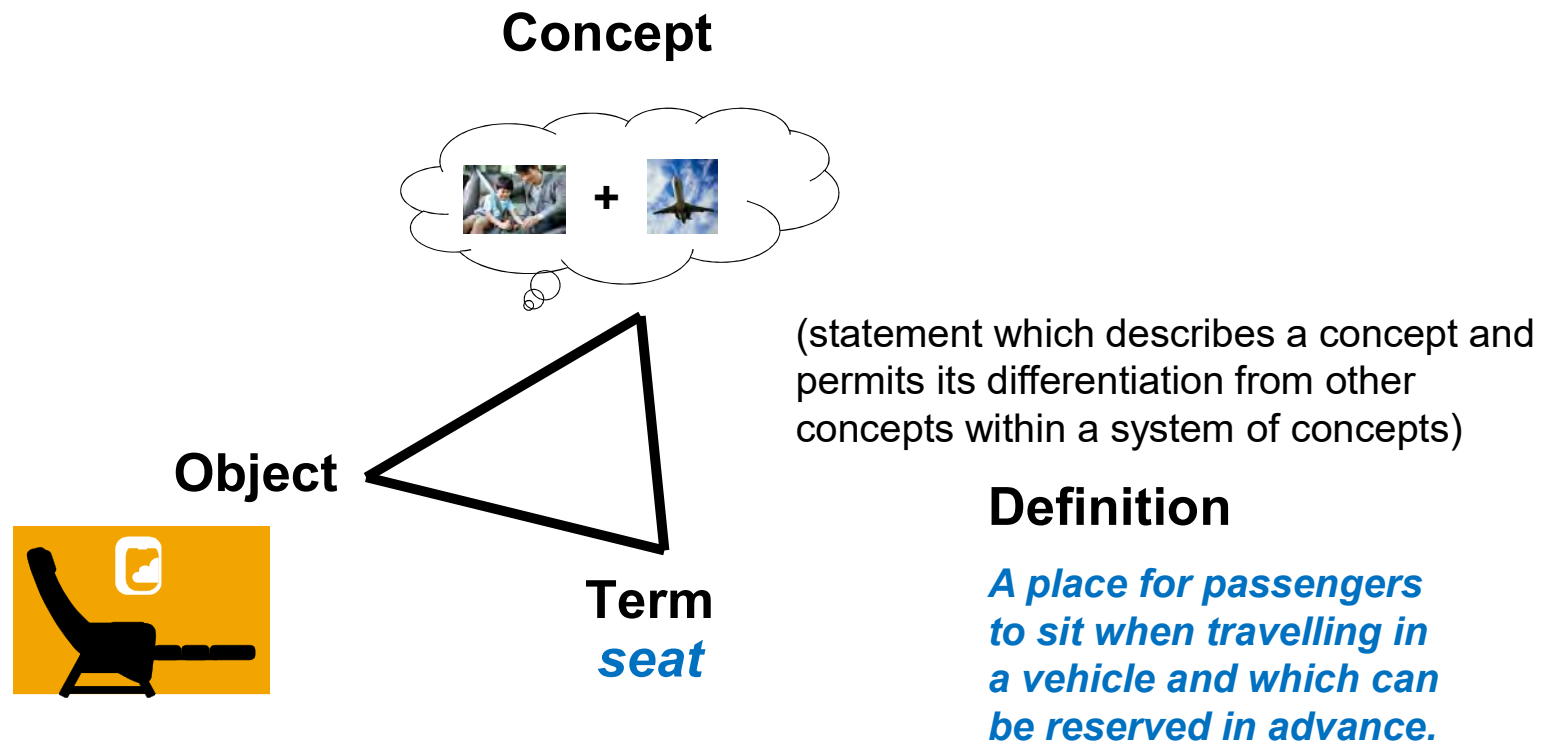 Concept
+
(statement which describes a concept and
permits its differentiation from other
concepts within a system of concepts)
Object
Definition
Term
seat
A place for passengers
to sit when travelling in
a vehicle and which can
be reserved in advance.